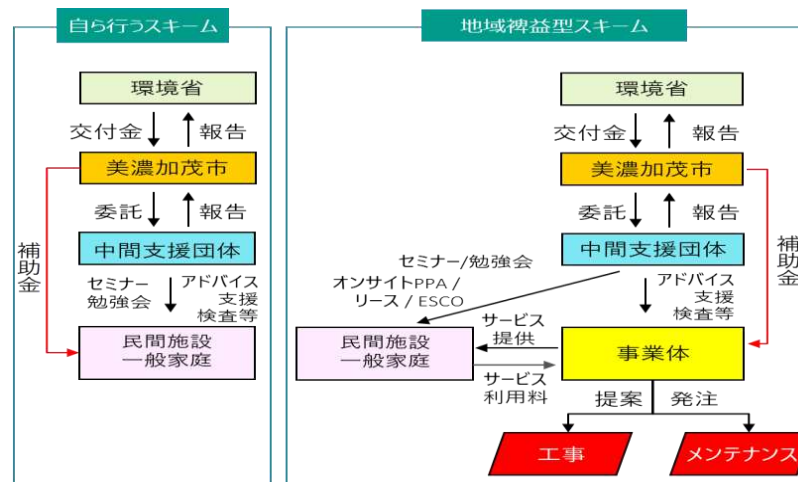 自ら行うスキーム
環境省
交付金
報告
美濃加茂市
委託
報告
補助金
中間支援団体
セミナー
勉強会
アドバイス
支援
検査等
民間施設
一般家庭
地域裨益型スキーム
環境省
交付金
報告
美濃加茂市
委託
報告
補助金
中間支援団体
セミナー/勉強会
オンサイトPPA /
リース / ESCO
アドバイス
支援
検査等
サービス
提供
民間施設
一般家庭
事業体
サービス
利用料
提案
発注
工事
メンテナンス